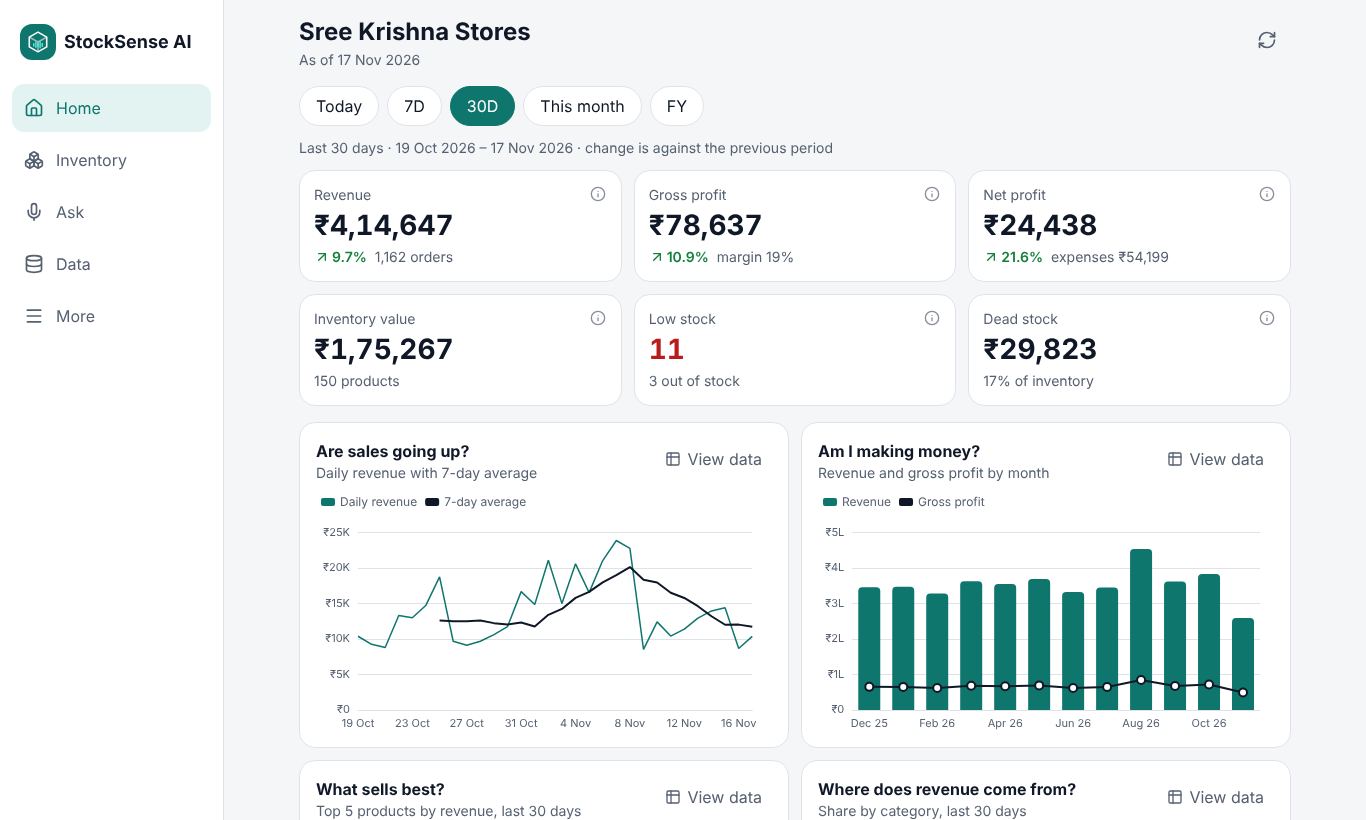 StockSense AI
Home
Inventory
Ask
Data
More
Sree Krishna Stores
As of 17 Nov 2026
Today 7D 30D This month FY
Last 30 days · 19 Oct 2026 – 17 Nov 2026 · change is against the previous period
Revenue
₹4,14,647
9.7% 1,162 orders
Gross profit
₹78,637
10.9% margin 19%
Net profit
₹24,438
21.6% expenses ₹54,199
Inventory value
₹1,75,267
150 products
Low stock
11
3 out of stock
Dead stock
₹29,823
17% of inventory
Are sales going up?
View data
Daily revenue with 7-day average
Daily revenue 7-day average
₹25K
₹20K
₹15K
₹10K
₹5K
₹0
19 Oct 23 Oct 27 Oct 31 Oct 4 Nov 8 Nov 12 Nov 16 Nov
Am I making money?
View data
Revenue and gross profit by month
Revenue Gross profit
₹5L
₹4L
₹3L
₹2L
₹1L
₹0
Dec 25 Feb 26 Apr 26 Jun 26 Aug 26 Oct 26
What sells best?
View data
Top 5 products by revenue, last 30 days
Where does revenue come from?
View data
Share by category, last 30 days